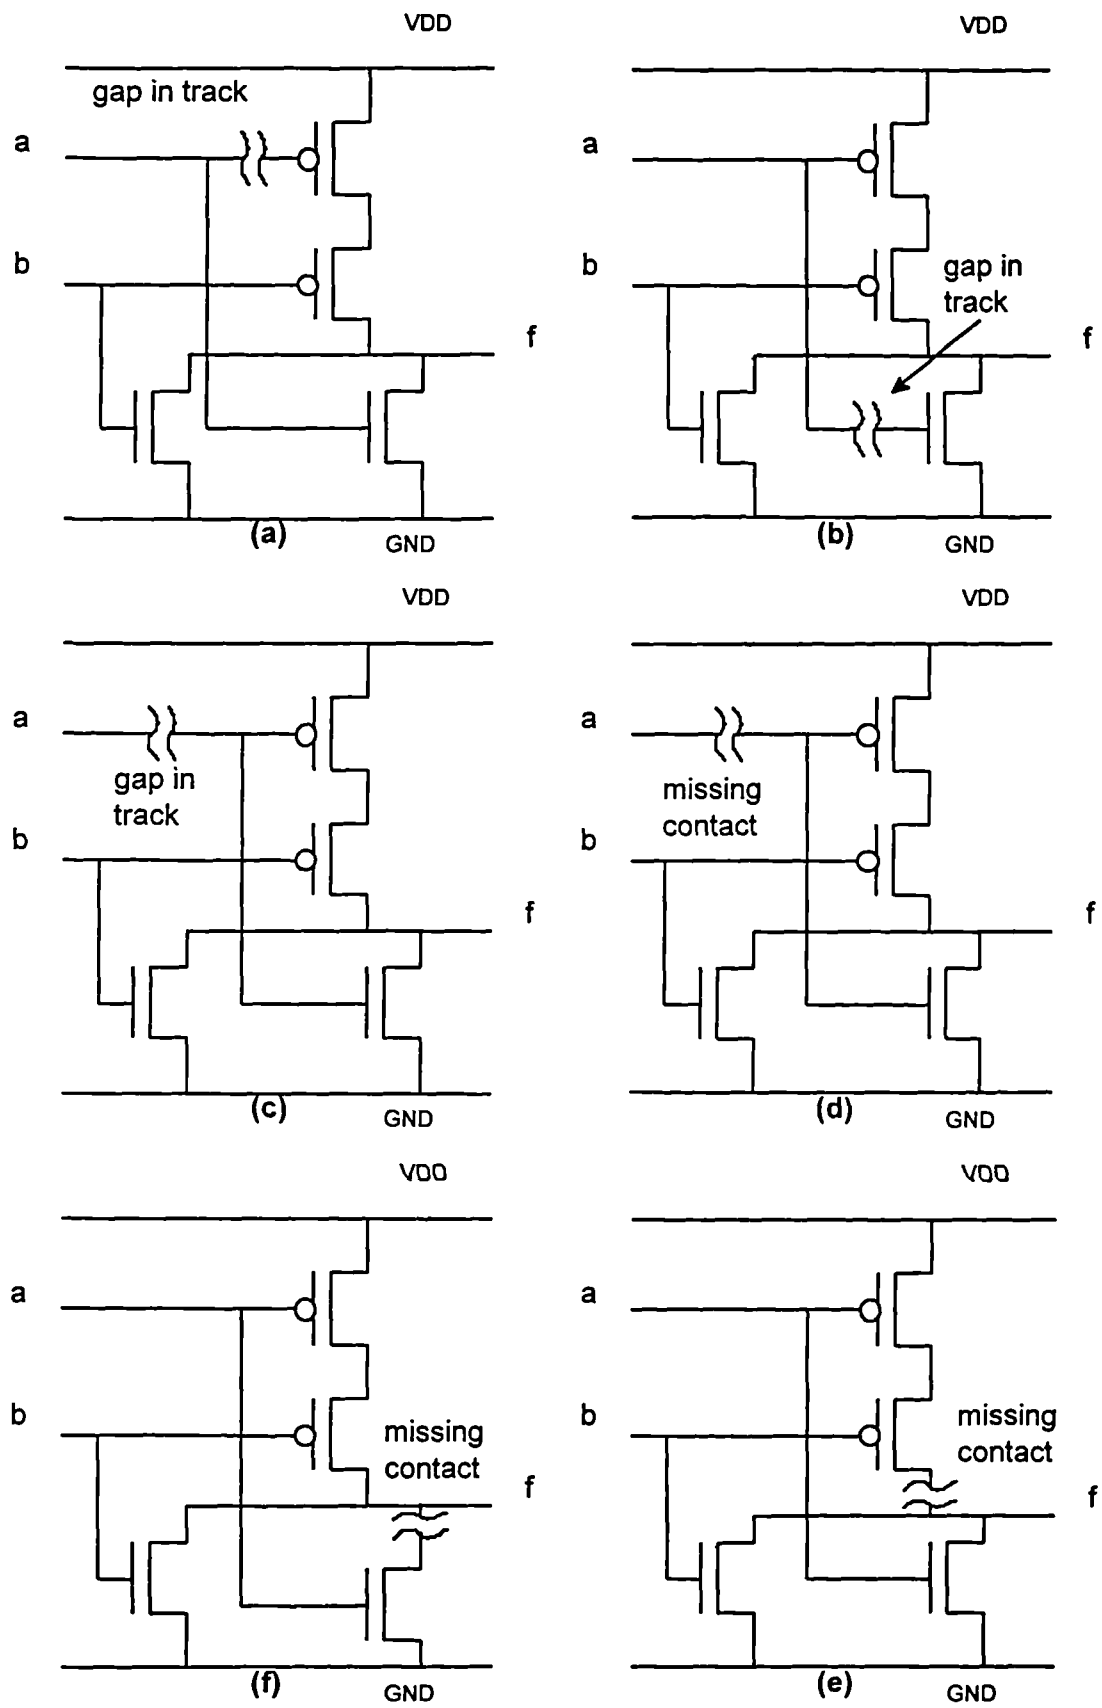 VDD
VDD
gap in track
a
a
b
b
gap in
track
f
f
(a)
(b)
GND
GND
VDD
VDD
a
a
gap in
track
missing
contact
b
b
f
f
(c)
(d)
GND
GND
VDD
VDD
a
a
b
b
missing
contact
missing
contact
f
f
(f)
(e)
GND
GND